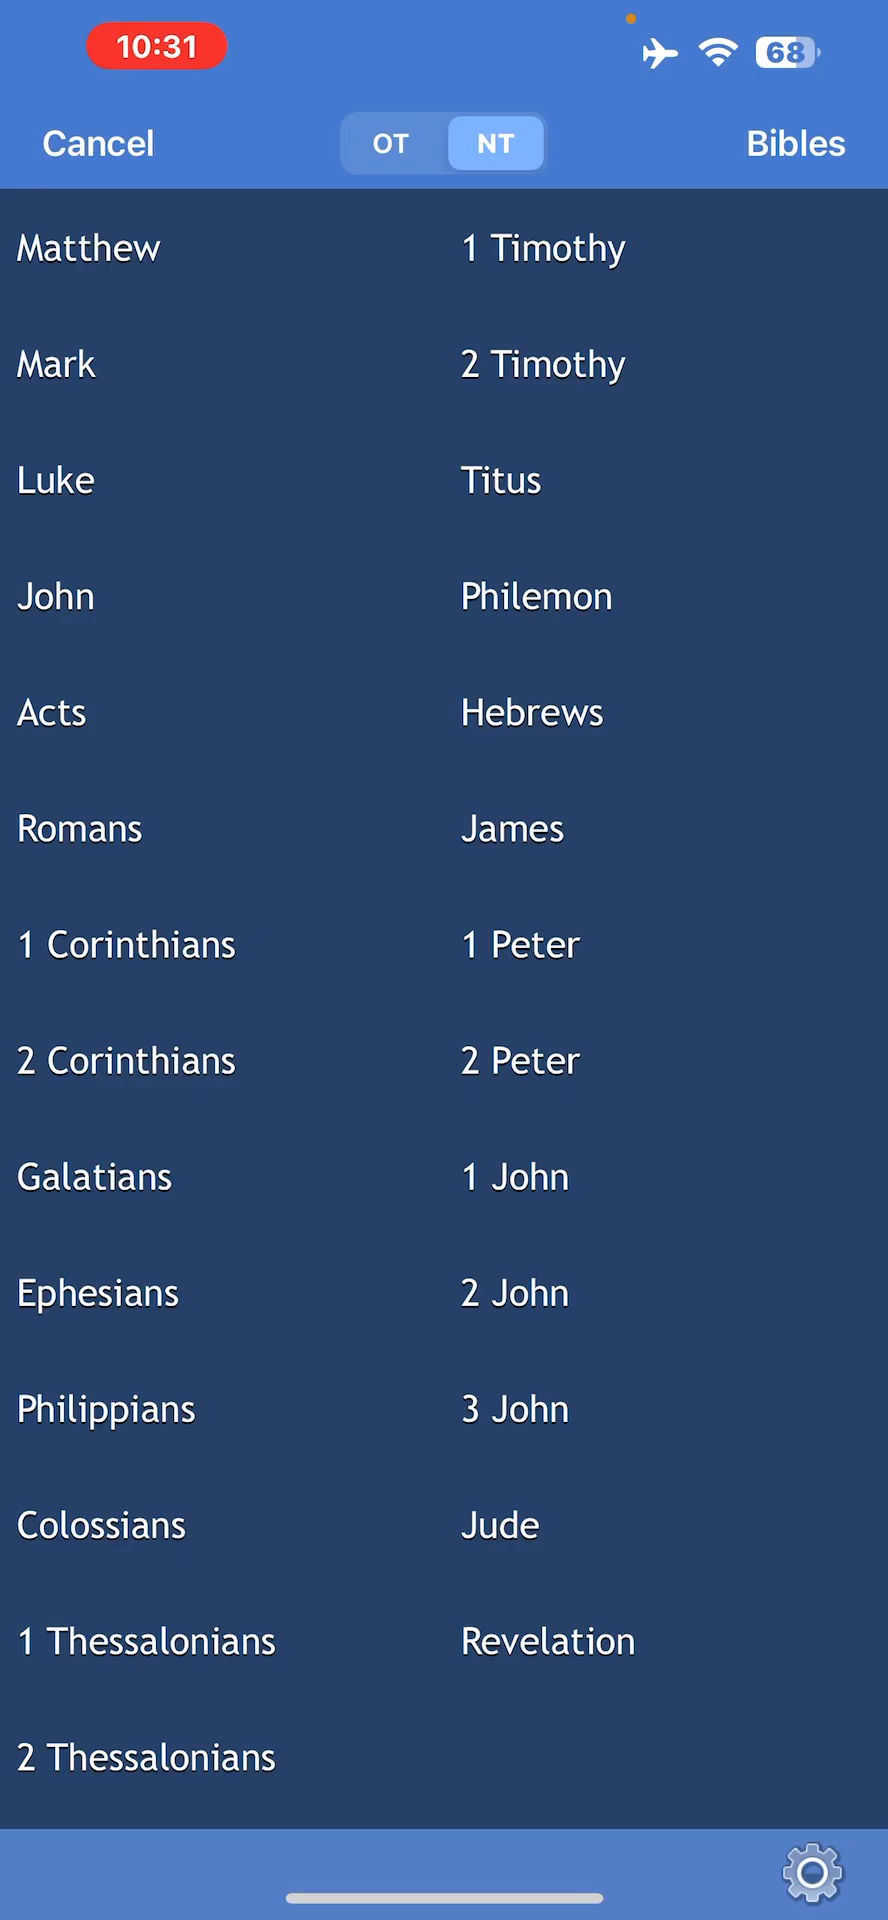 10:31
68
Cancel
OT
NT
Bibles
Matthew
1 Timothy
Mark
2 Timothy
Luke
Titus
John
Philemon
Acts
Hebrews
Romans
James
1 Corinthians
1 Peter
2 Corinthians
2 Peter
Galatians
1 John
Ephesians
2 John
Philippians
3 John
Colossians
Jude
1 Thessalonians
Revelation
2 Thessalonians